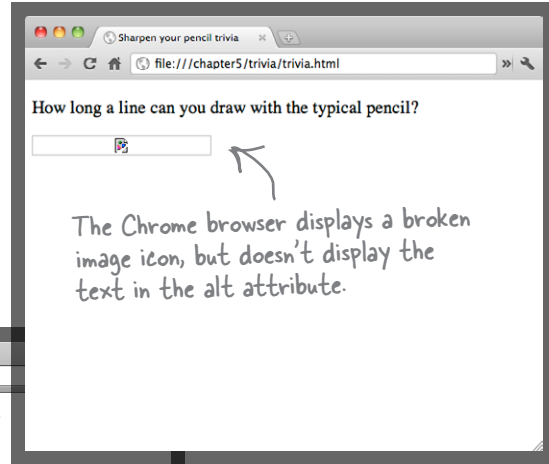 Sharpen your pencil trivia
file:///chapter5/trivia/trivia.html
How long a line can you draw with the typical pencil?
The Chrome browser displays a broken
image icon, but doesn't display the
text in the alt attribute.